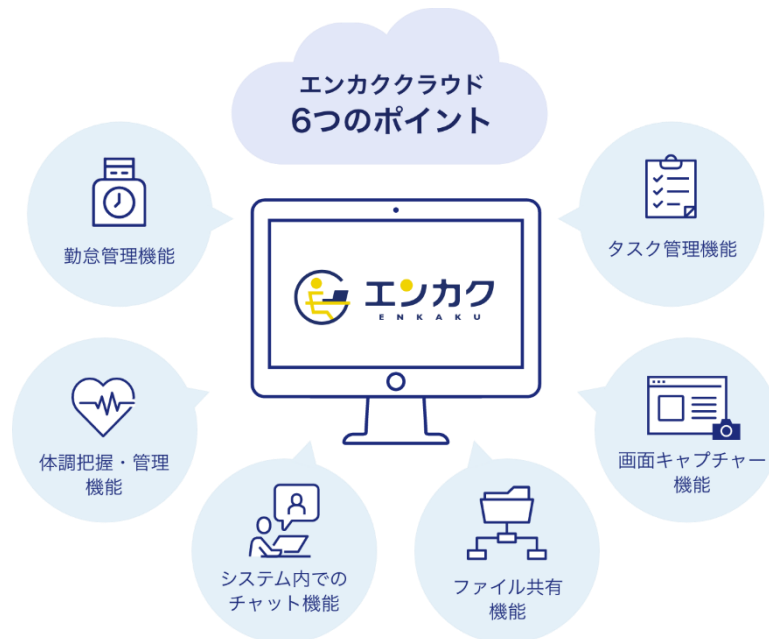 エンカククラウド
6つのポイント
勤怠管理機能
タスク管理機能
エンカク
ENKAKU
体調把握・管理
機能
画面キャプチャー
機能
システム内での
チャット機能
ファイル共有
機能